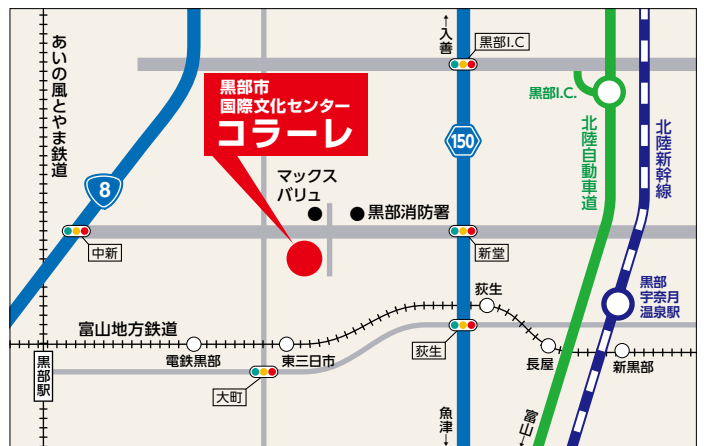 ↑入善
黒部I.C
あいの風とやま鉄道
黒部市
国際文化センター
コラーレ
黒部I.C.
北陸自動車道
北陸新幹線
150
8
マックス
バリュ
黒部消防署
中新
新堂
黒部
宇奈月
温泉駅
荻生
富山地方鉄道
荻生
電鉄黒部
東三日市
長屋
新黒部
黒部駅
大町
魚津↓
富山↓